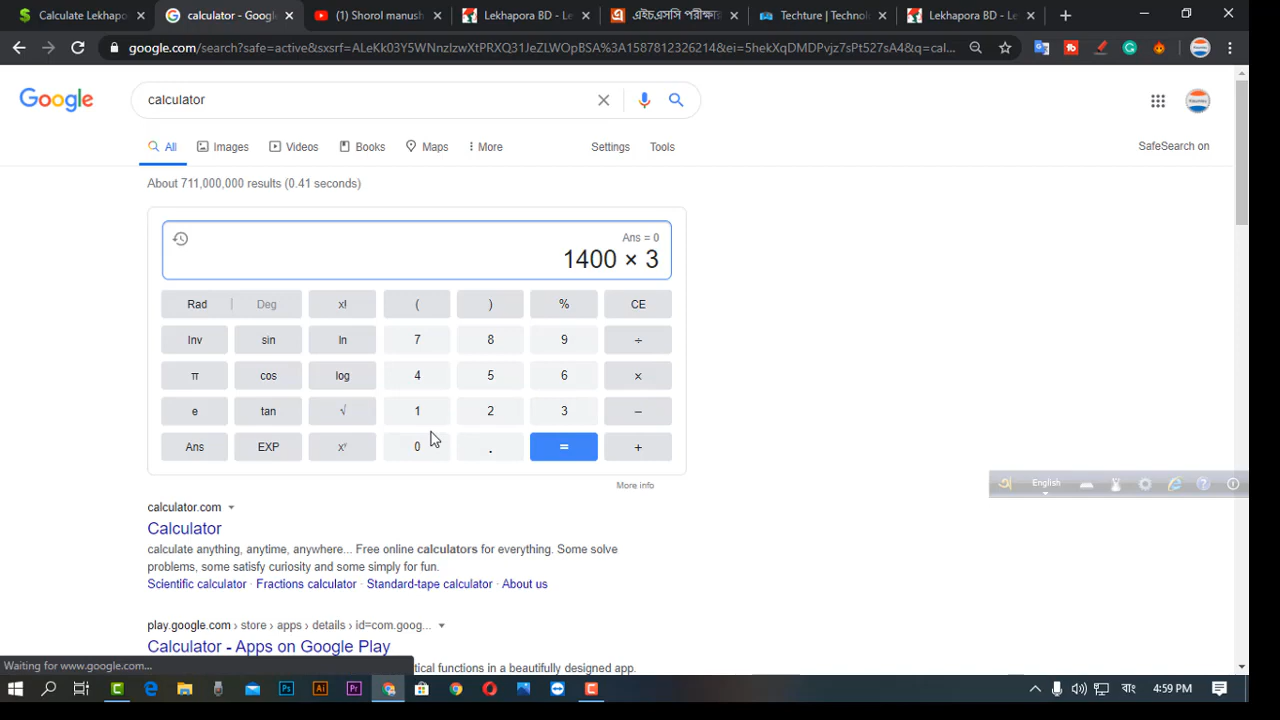 Calculate Lekhapo
calculator - Google
(1) Shorol manush
Lekhapora BD - Le
এইচএসসি পরীক্ষার
Techture | Technol
Lekhapora BD - Le
google.com/search?safe=active&sxsrf=ALeKk03Y5WNnzIzwXtPRXQ31JeZLWOpBSA%3A1587812326214&ei=5hekXqDMDPvjz7sPt527sA4&q=cal...
Google
calculator
All
Images
Videos
Books
Maps
More
Settings
Tools
SafeSearch on
About 711,000,000 results (0.41 seconds)
Ans = 0
1400 × 3
Rad | Deg x! ( ) % CE
Inv sin ln 7 8 9 ÷
π cos log 4 5 6 ×
e tan √ 1 2 3 −
Ans EXP xʸ 0 . = +
More info
English
calculator.com
Calculator
calculate anything, anytime, anywhere... Free online calculators for everything. Some solve
problems, some satisfy curiosity and some simply for fun.
Scientific calculator · Fractions calculator · Standard-tape calculator · About us
play.google.com › store › apps › details › id=com.goog...
Calculator - Apps on Google Play
Waiting for www.google.com...
tical functions in a beautifully designed app.
বাং
4:59 PM